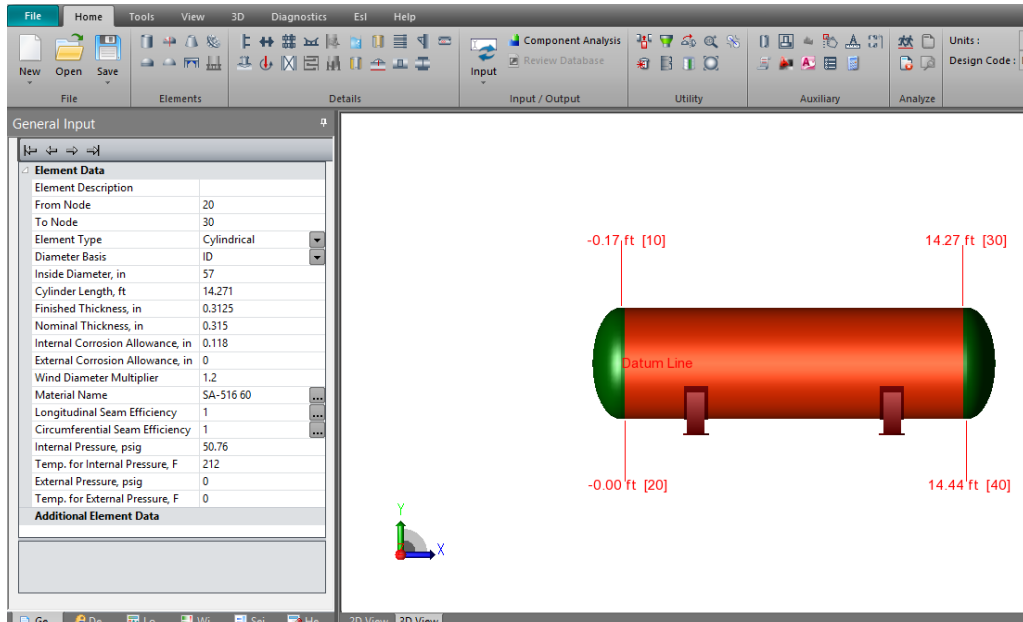 File Home Tools View 3D Diagnostics Esl Help
New Open Save
Input
Component Analysis
Review Database
Units :
Design Code :
File Elements Details Input / Output Utility Auxiliary Analyze
General Input
Element Data
Element Description
From Node 20
To Node 30
Element Type Cylindrical
Diameter Basis ID
Inside Diameter, in 57
Cylinder Length, ft 14.271
Finished Thickness, in 0.3125
Nominal Thickness, in 0.315
Internal Corrosion Allowance, in 0.118
External Corrosion Allowance, in 0
Wind Diameter Multiplier 1.2
Material Name SA-516 60
Longitudinal Seam Efficiency 1
Circumferential Seam Efficiency 1
Internal Pressure, psig 50.76
Temp. for Internal Pressure, F 212
External Pressure, psig 0
Temp. for External Pressure, F 0
Additional Element Data
-0.17 ft [10]
14.27 ft [30]
Datum Line
-0.00 ft [20]
14.44 ft [40]
Y
X
2D View 3D View